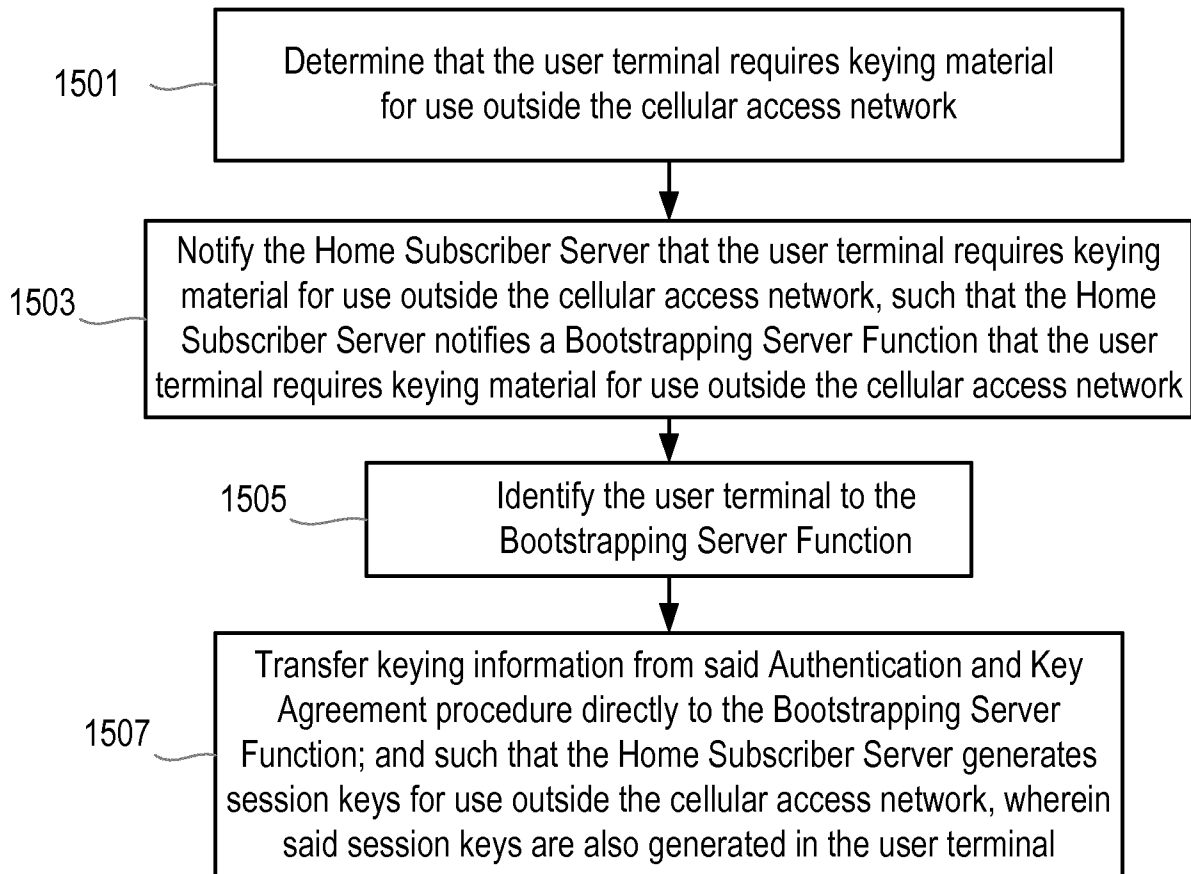 1501
Determine that the user terminal requires keying material
for use outside the cellular access network
1503
Notify the Home Subscriber Server that the user terminal requires keying
material for use outside the cellular access network, such that the Home
Subscriber Server notifies a Bootstrapping Server Function that the user
terminal requires keying material for use outside the cellular access network
1505
Identify the user terminal to the
Bootstrapping Server Function
1507
Transfer keying information from said Authentication and Key
Agreement procedure directly to the Bootstrapping Server
Function; and such that the Home Subscriber Server generates
session keys for use outside the cellular access network, wherein
said session keys are also generated in the user terminal